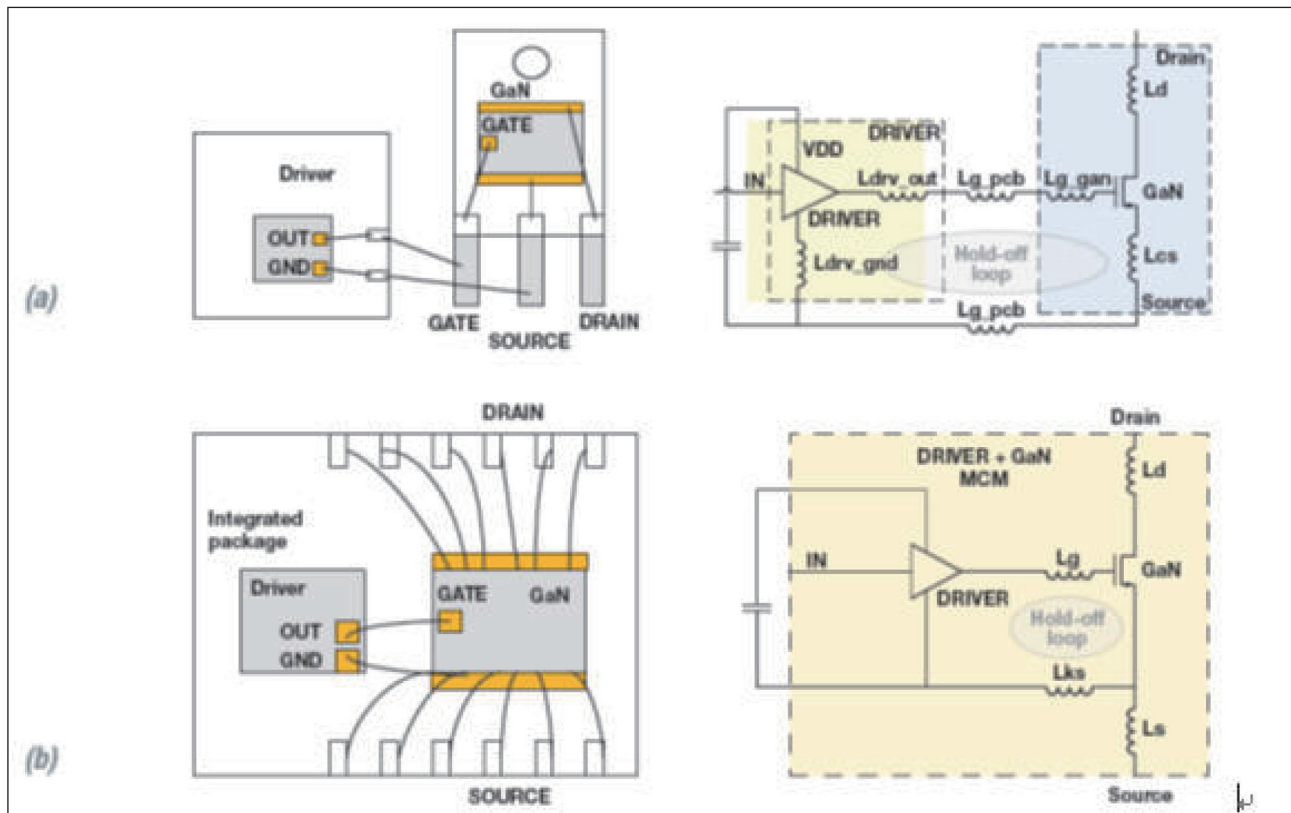 GaN
GATE
Driver
OUT
GND
(a)
GATE
SOURCE
DRAIN
Drain
Ld
DRIVER
VDD
IN
Ldrv_out
Lg_pcb
Lg_gan
GaN
DRIVER
Ldrv_gnd
Hold-off
loop
Lcs
Source
Lg_pcb
DRAIN
Integrated
package
Driver
GATE
GaN
OUT
GND
(b)
SOURCE
Drain
DRIVER + GaN
MCM
Ld
IN
Lg
GaN
DRIVER
Hold-off
loop
Lks
Ls
Source